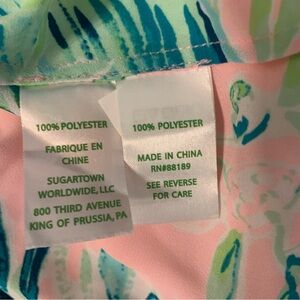 100% POLYESTER
FABRIQUE EN
CHINE
SUGARTOWN
WORLDWIDE, LLC
800 THIRD AVENUE
KING OF PRUSSIA, PA
100% POLYESTER
MADE IN CHINA
RN#88189
SEE REVERSE
FOR CARE